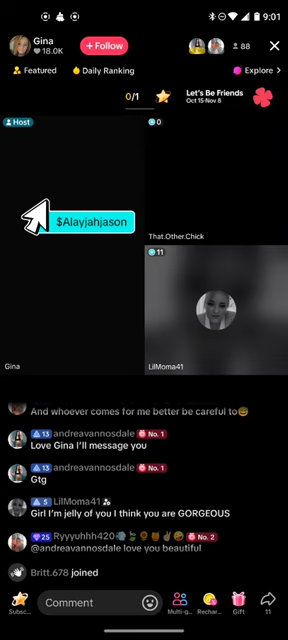 9:01
Gina
18.0K
+ Follow
88
Featured
Daily Ranking
Explore >
0/1
Let's Be Friends
Oct 15-Nov 8
Host
0
$Alayjahjason
That.Other.Chick
11
Gina
LilMoma41
And whoever comes for me better be careful to
13 andreavannosdale No. 1
Love Gina I'll message you
13 andreavannosdale No. 1
Gtg
5 LilMoma41
Girl I'm jelly of you I think you are GORGEOUS
25 Ryyyuhhh420 No. 2
@andreavannosdale love you beautiful
Britt.678 joined
Comment
Subsc...
Multi-g...
Rechar...
Gift
11